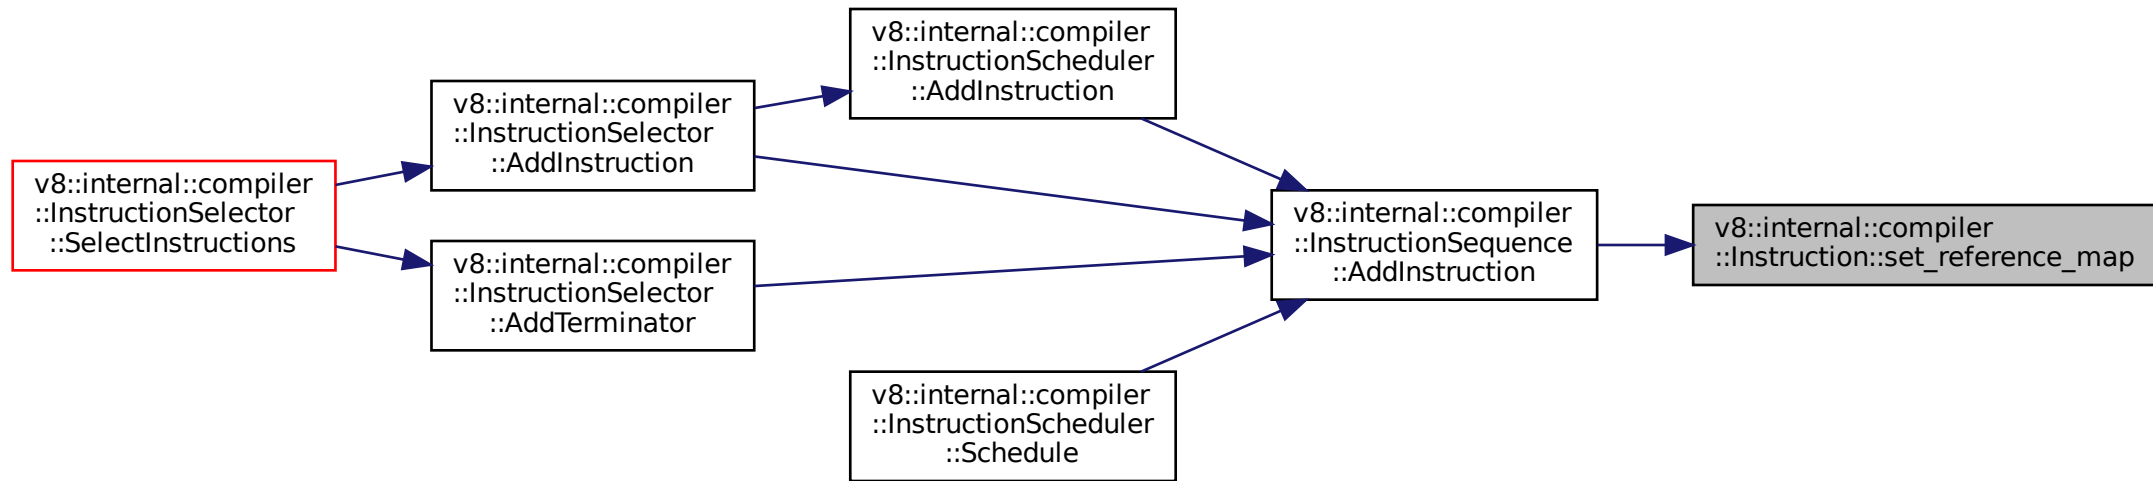 v8::internal::compiler
::InstructionSelector
::SelectInstructions
v8::internal::compiler
::InstructionSelector
::AddInstruction
v8::internal::compiler
::InstructionSelector
::AddTerminator
v8::internal::compiler
::InstructionScheduler
::AddInstruction
v8::internal::compiler
::InstructionScheduler
::Schedule
v8::internal::compiler
::InstructionSequence
::AddInstruction
v8::internal::compiler
::Instruction::set_reference_map